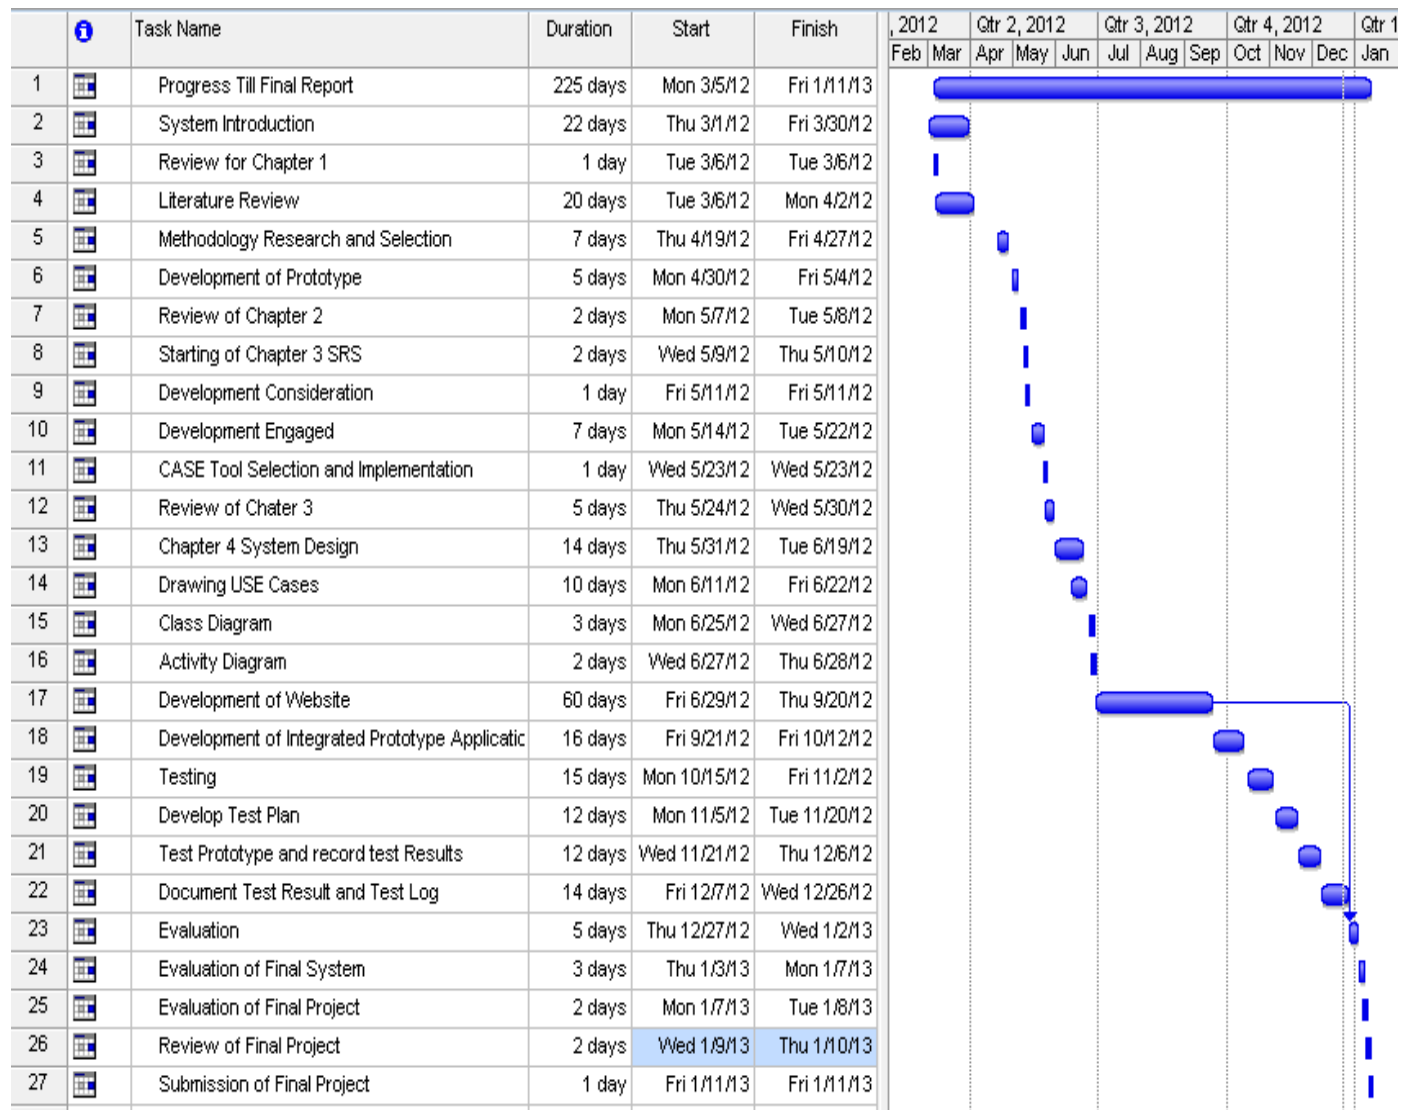 Task Name Duration Start Finish , 2012 Qtr 2, 2012 Qtr 3, 2012 Qtr 4, 2012 Qtr 1
Feb Mar Apr May Jun Jul Aug Sep Oct Nov Dec Jan
1 Progress Till Final Report 225 days Mon 3/5/12 Fri 1/11/13
2 System Introduction 22 days Thu 3/1/12 Fri 3/30/12
3 Review for Chapter 1 1 day Tue 3/6/12 Tue 3/6/12
4 Literature Review 20 days Tue 3/6/12 Mon 4/2/12
5 Methodology Research and Selection 7 days Thu 4/19/12 Fri 4/27/12
6 Development of Prototype 5 days Mon 4/30/12 Fri 5/4/12
7 Review of Chapter 2 2 days Mon 5/7/12 Tue 5/8/12
8 Starting of Chapter 3 SRS 2 days Wed 5/9/12 Thu 5/10/12
9 Development Consideration 1 day Fri 5/11/12 Fri 5/11/12
10 Development Engaged 7 days Mon 5/14/12 Tue 5/22/12
11 CASE Tool Selection and Implementation 1 day Wed 5/23/12 Wed 5/23/12
12 Review of Chater 3 5 days Thu 5/24/12 Wed 5/30/12
13 Chapter 4 System Design 14 days Thu 5/31/12 Tue 6/19/12
14 Drawing USE Cases 10 days Mon 6/11/12 Fri 6/22/12
15 Class Diagram 3 days Mon 6/25/12 Wed 6/27/12
16 Activity Diagram 2 days Wed 6/27/12 Thu 6/28/12
17 Development of Website 60 days Fri 6/29/12 Thu 9/20/12
18 Development of Integrated Prototype Applicatic 16 days Fri 9/21/12 Fri 10/12/12
19 Testing 15 days Mon 10/15/12 Fri 11/2/12
20 Develop Test Plan 12 days Mon 11/5/12 Tue 11/20/12
21 Test Prototype and record test Results 12 days Wed 11/21/12 Thu 12/6/12
22 Document Test Result and Test Log 14 days Fri 12/7/12 Wed 12/26/12
23 Evaluation 5 days Thu 12/27/12 Wed 1/2/13
24 Evaluation of Final System 3 days Thu 1/3/13 Mon 1/7/13
25 Evaluation of Final Project 2 days Mon 1/7/13 Tue 1/8/13
26 Review of Final Project 2 days Wed 1/9/13 Thu 1/10/13
27 Submission of Final Project 1 day Fri 1/11/13 Fri 1/11/13